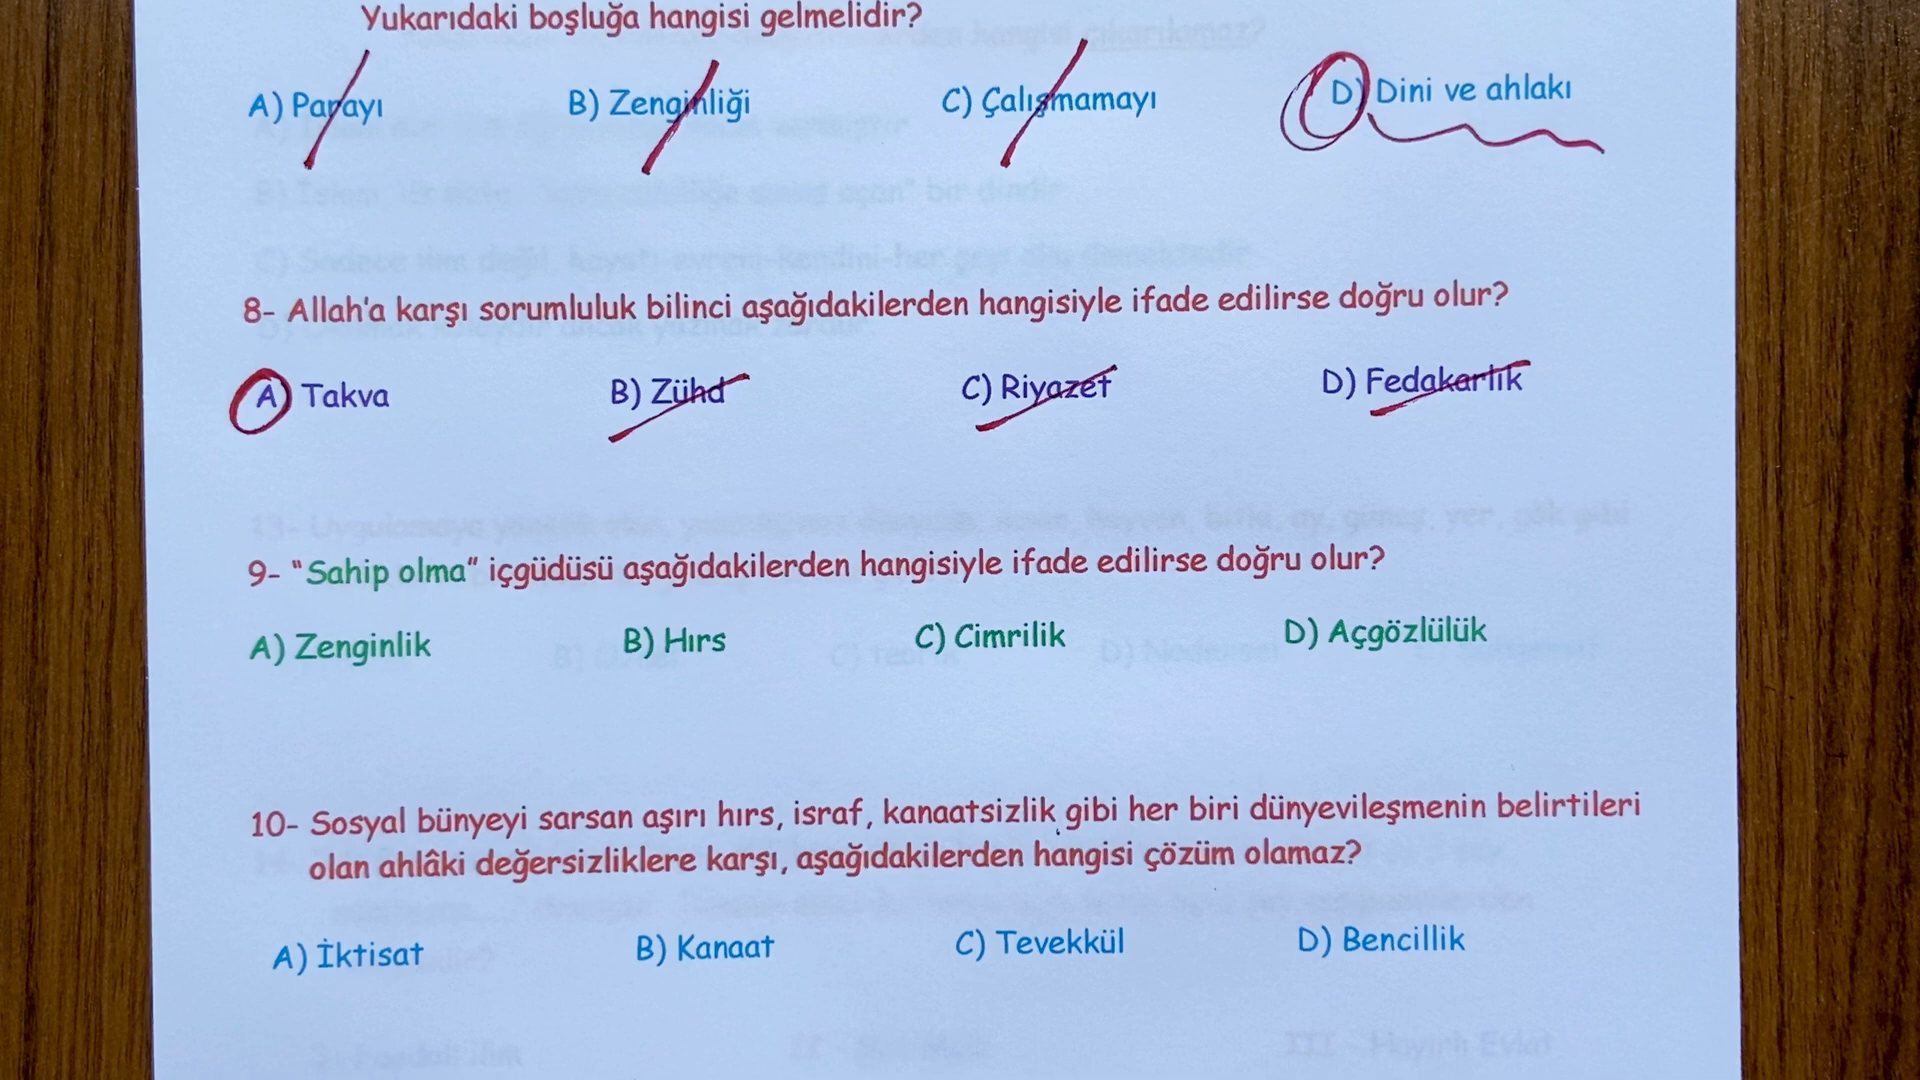 Yukarıdaki boşluğa hangisi gelmelidir?
A) Parayı B) Zenginliği C) Çalışmamayı D) Dini ve ahlakı
8- Allah'a karşı sorumluluk bilinci aşağıdakilerden hangisiyle ifade edilirse doğru olur?
A) Takva B) Zühd C) Riyazet D) Fedakarlık
9- "Sahip olma" içgüdüsü aşağıdakilerden hangisiyle ifade edilirse doğru olur?
A) Zenginlik B) Hırs C) Cimrilik D) Açgözlülük
10- Sosyal bünyeyi sarsan aşırı hırs, israf, kanaatsizlik gibi her biri dünyevileşmenin belirtileri
olan ahlâki değersizliklere karşı, aşağıdakilerden hangisi çözüm olamaz?
A) İktisat B) Kanaat C) Tevekkül D) Bencillik